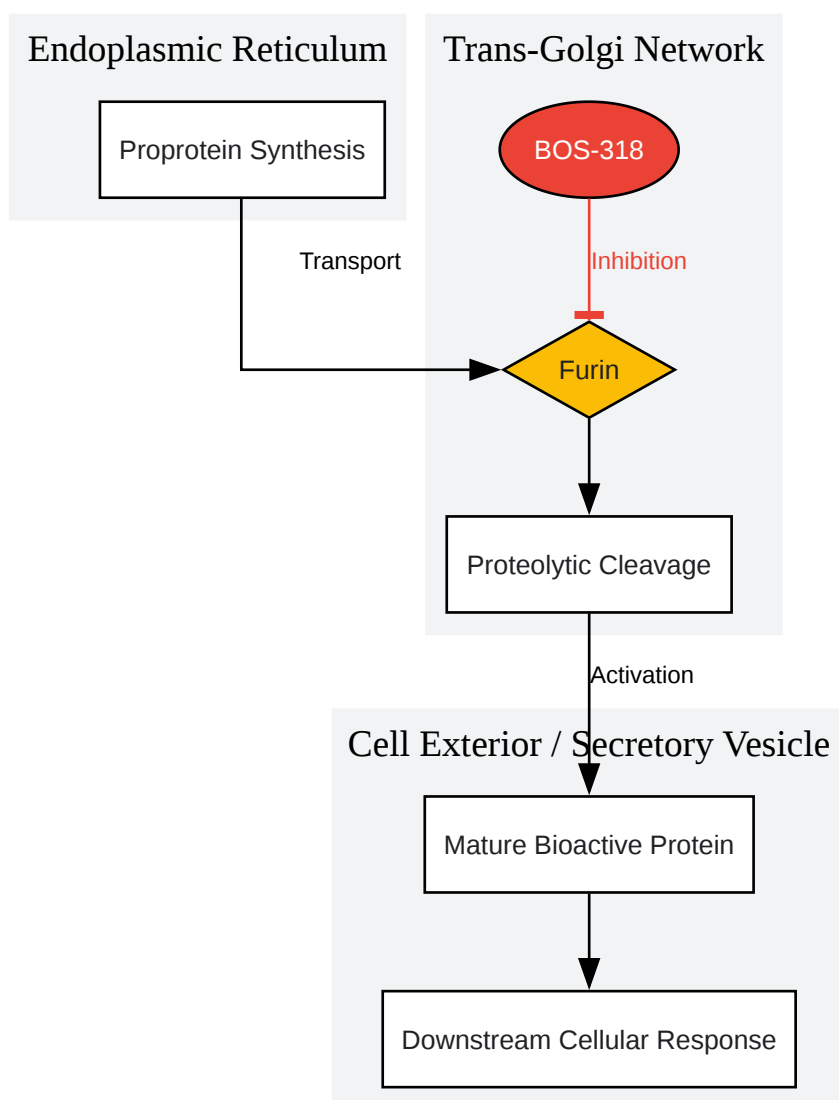 Endoplasmic Reticulum
Trans-Golgi Network
Proprotein Synthesis
BOS-318
Transport
Inhibition
Furin
Proteolytic Cleavage
Activation
Cell Exterior / Secretory Vesicle
Mature Bioactive Protein
Downstream Cellular Response